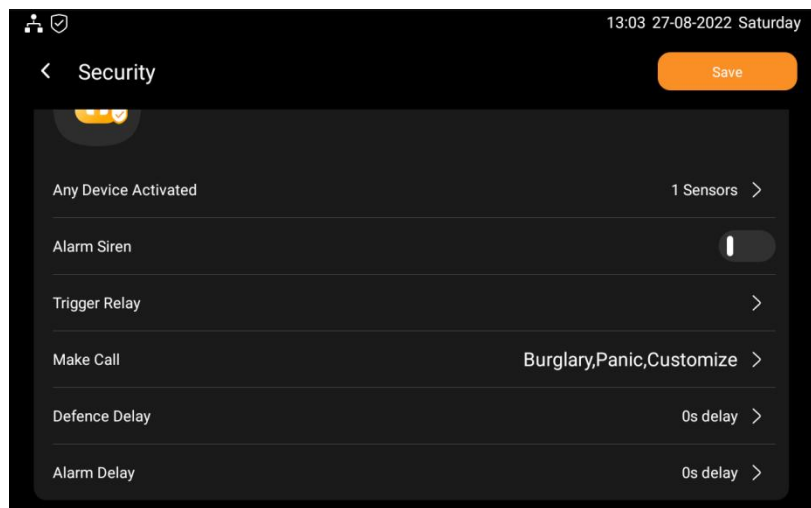 13:03 27-08-2022 Saturday
Security
Save
Any Device Activated
1 Sensors
Alarm Siren
Trigger Relay
Make Call
Burglary,Panic,Customize
Defence Delay
0s delay
Alarm Delay
0s delay